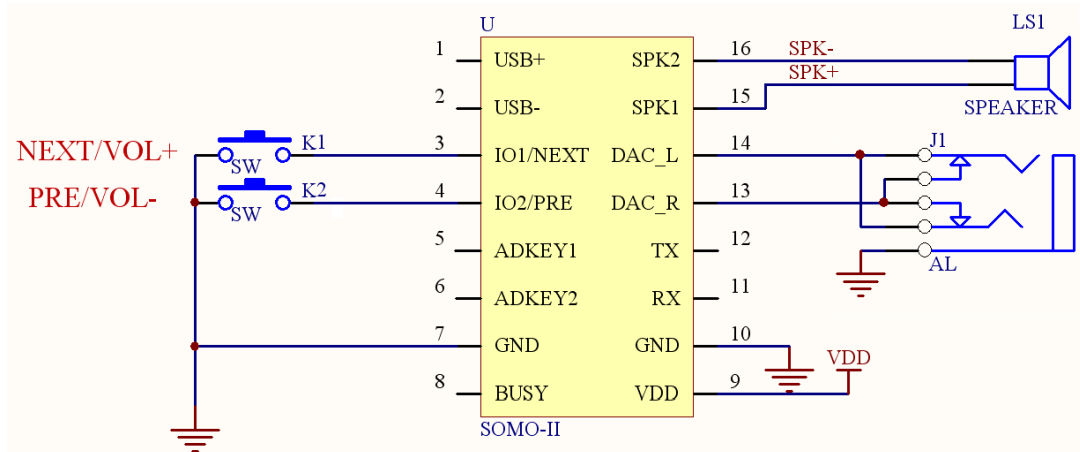 U
LS1
1 USB+ SPK2 16 SPK-
SPK+
2 USB- SPK1 15 SPEAKER
NEXT/VOL+ SW K1 3 IO1/NEXT DAC_L 14 J1
PRE/VOL- SW K2 4 IO2/PRE DAC_R 13
5 ADKEY1 TX 12 AL
6 ADKEY2 RX 11
7 GND GND 10 VDD
8 BUSY VDD 9
SOMO-II